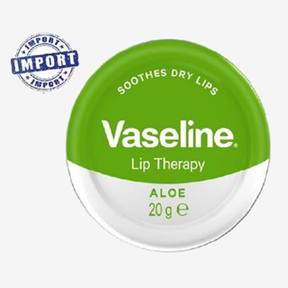 IMPORT
IMPORT
IMPORT
SOOTHES DRY LIPS
Vaseline®
Lip Therapy
ALOE
20 g ℮